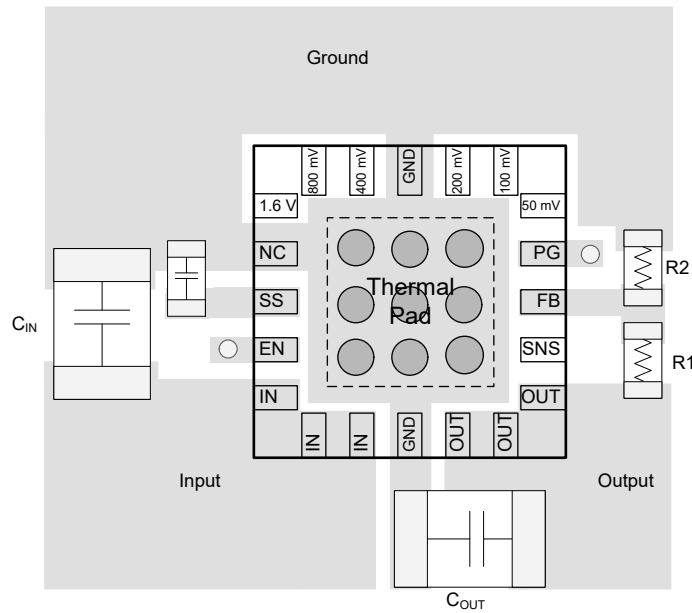 Ground
800 mV
400 mV
GND
200 mV
100 mV
1.6 V
50 mV
NC
PG
R2
Thermal
Pad
SS
FB
CIN
EN
SNS
R1
IN
OUT
IN
IN
GND
OUT
OUT
Input
Output
COUT